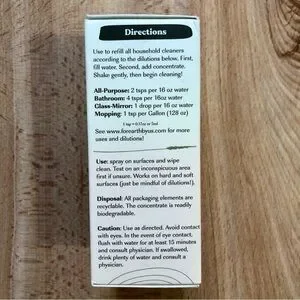 Directions
Use to refill all household cleaners
according to the dilutions below. First,
fill water. Second, add concentrate.
Shake gently, then begin cleaning!
All-Purpose: 2 tsps per 16 oz water
Bathroom: 4 tsps per 16oz water
Glass-Mirror: 1 drop per 16 oz water
Mopping: 1 tsp per Gallon (128 oz)
1 tsp = 0.17oz or 5ml
See www.forearthbyus.com for more
uses and dilutions!
Use: spray on surfaces and wipe
clean. Test on an inconspicuous area
first if unsure. Works on hard and soft
surfaces (just be mindful of dilutions!).
Disposal: All packaging elements are
recyclable. The concentrate is readily
biodegradable.
Caution: Use as directed. Avoid contact
with eyes. In the event of eye contact,
flush with water for at least 15 minutes
and consult physician. If swallowed,
drink plenty of water and consult a
physician.